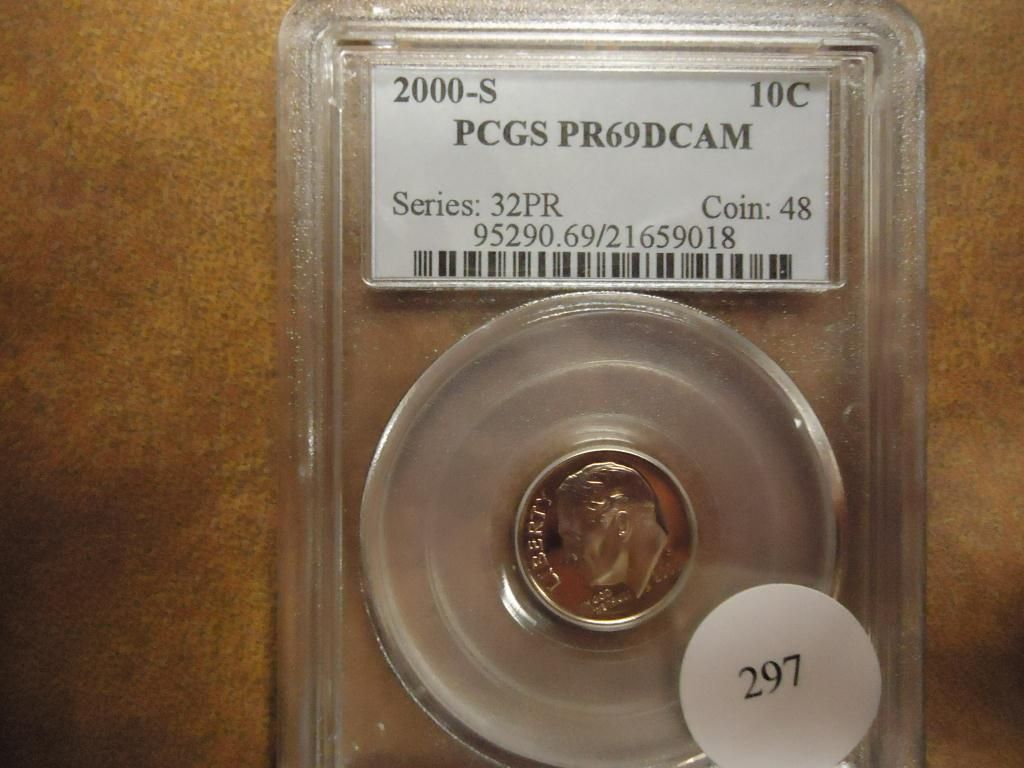 2000-S 10C
PCGS PR69DCAM
Series: 32PR Coin: 48
95290.69/21659018
LIBERTY
297